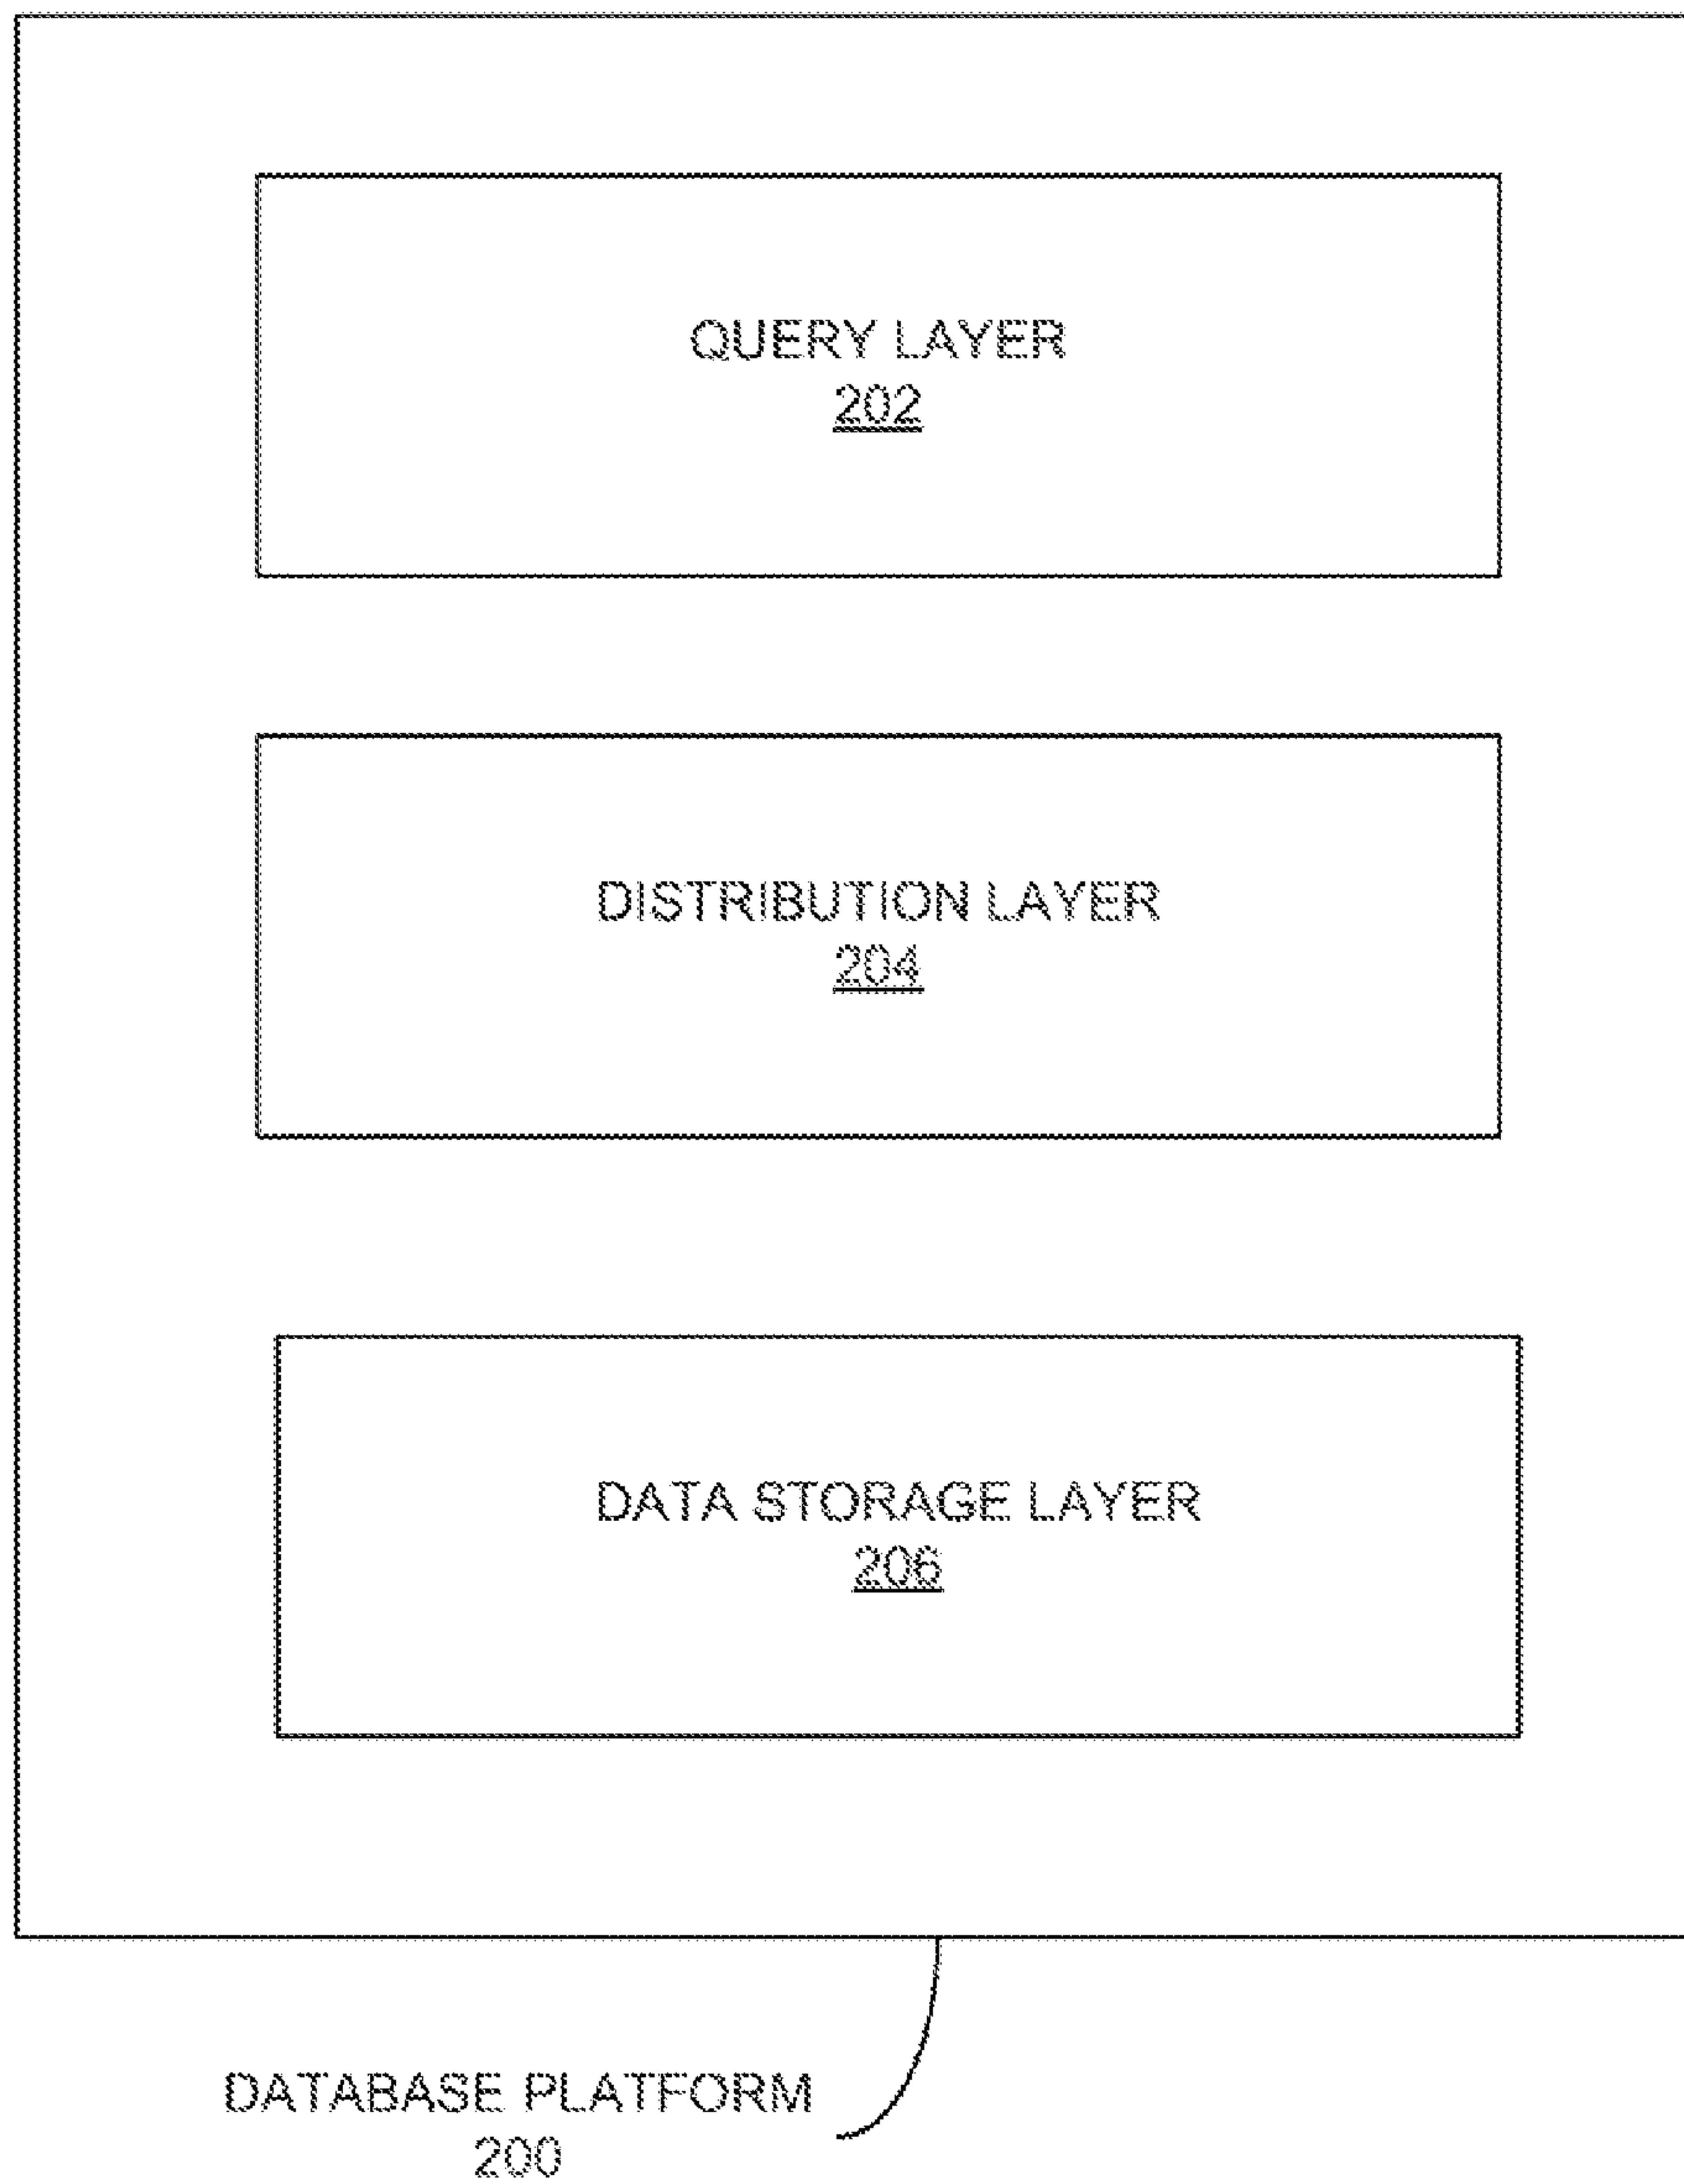 QUERY LAYER
202
DISTRIBUTION LAYER
204
DATA STORAGE LAYER
206
DATABASE PLATFORM
200